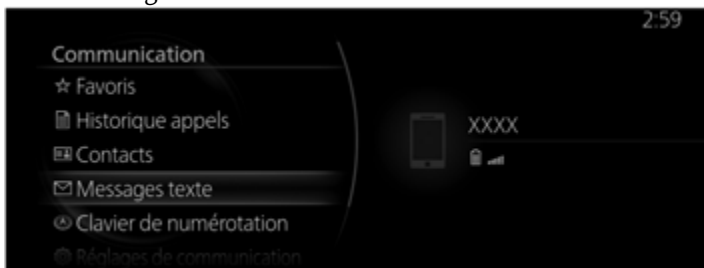 2:59
Communication
Favoris
Historique appels
Contacts
Messages texte
Clavier de numérotation
Réglages de communication
XXXX